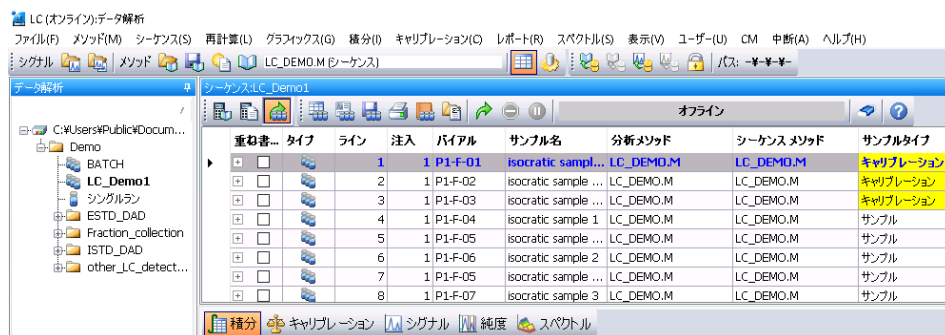 LC (オンライン):データ解析
ファイル(F) メソッド(M) シーケンス(S) 再計算(L) グラフィックス(G) 積分(I) キャリブレーション(C) レポート(R) スペクトル(S) 表示(V) ユーザー(U) CM 中断(A) ヘルプ(H)
シグナル メソッド LC_DEMO.M (シーケンス) パス: -¥-¥-¥-
データ解析
シーケンス:LC_Demo1
オフライン
C:¥Users¥Public¥Docum...
Demo
BATCH
LC_Demo1
シングルラン
ESTD_DAD
Fraction_collection
ISTD_DAD
other_LC_detect...
重ね書... タイプ ライン 注入 バイアル サンプル名 分析メソッド シーケンス メソッド サンプルタイプ
1 1 P1-F-01 isocratic sampl... LC_DEMO.M LC_DEMO.M キャリブレーション
2 1 P1-F-02 isocratic sample ... LC_DEMO.M LC_DEMO.M キャリブレーション
3 1 P1-F-03 isocratic sample ... LC_DEMO.M LC_DEMO.M キャリブレーション
4 1 P1-F-04 isocratic sample 1 LC_DEMO.M LC_DEMO.M サンプル
5 1 P1-F-05 isocratic sample ... LC_DEMO.M LC_DEMO.M サンプル
6 1 P1-F-06 isocratic sample 2 LC_DEMO.M LC_DEMO.M サンプル
7 1 P1-F-05 isocratic sample ... LC_DEMO.M LC_DEMO.M サンプル
8 1 P1-F-07 isocratic sample 3 LC_DEMO.M LC_DEMO.M サンプル
積分 キャリブレーション シグナル 純度 スペクトル